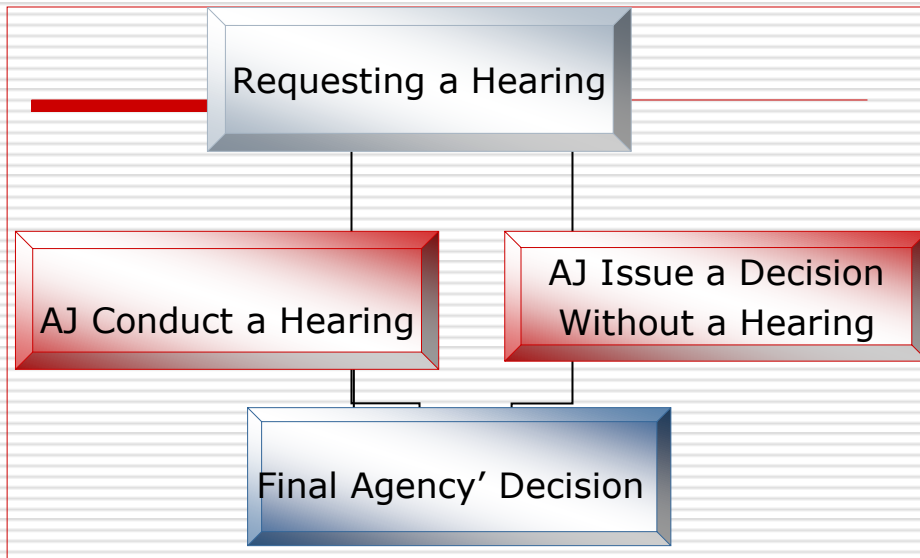 Requesting a Hearing
AJ Conduct a Hearing
AJ Issue a Decision
Without a Hearing
Final Agency’ Decision